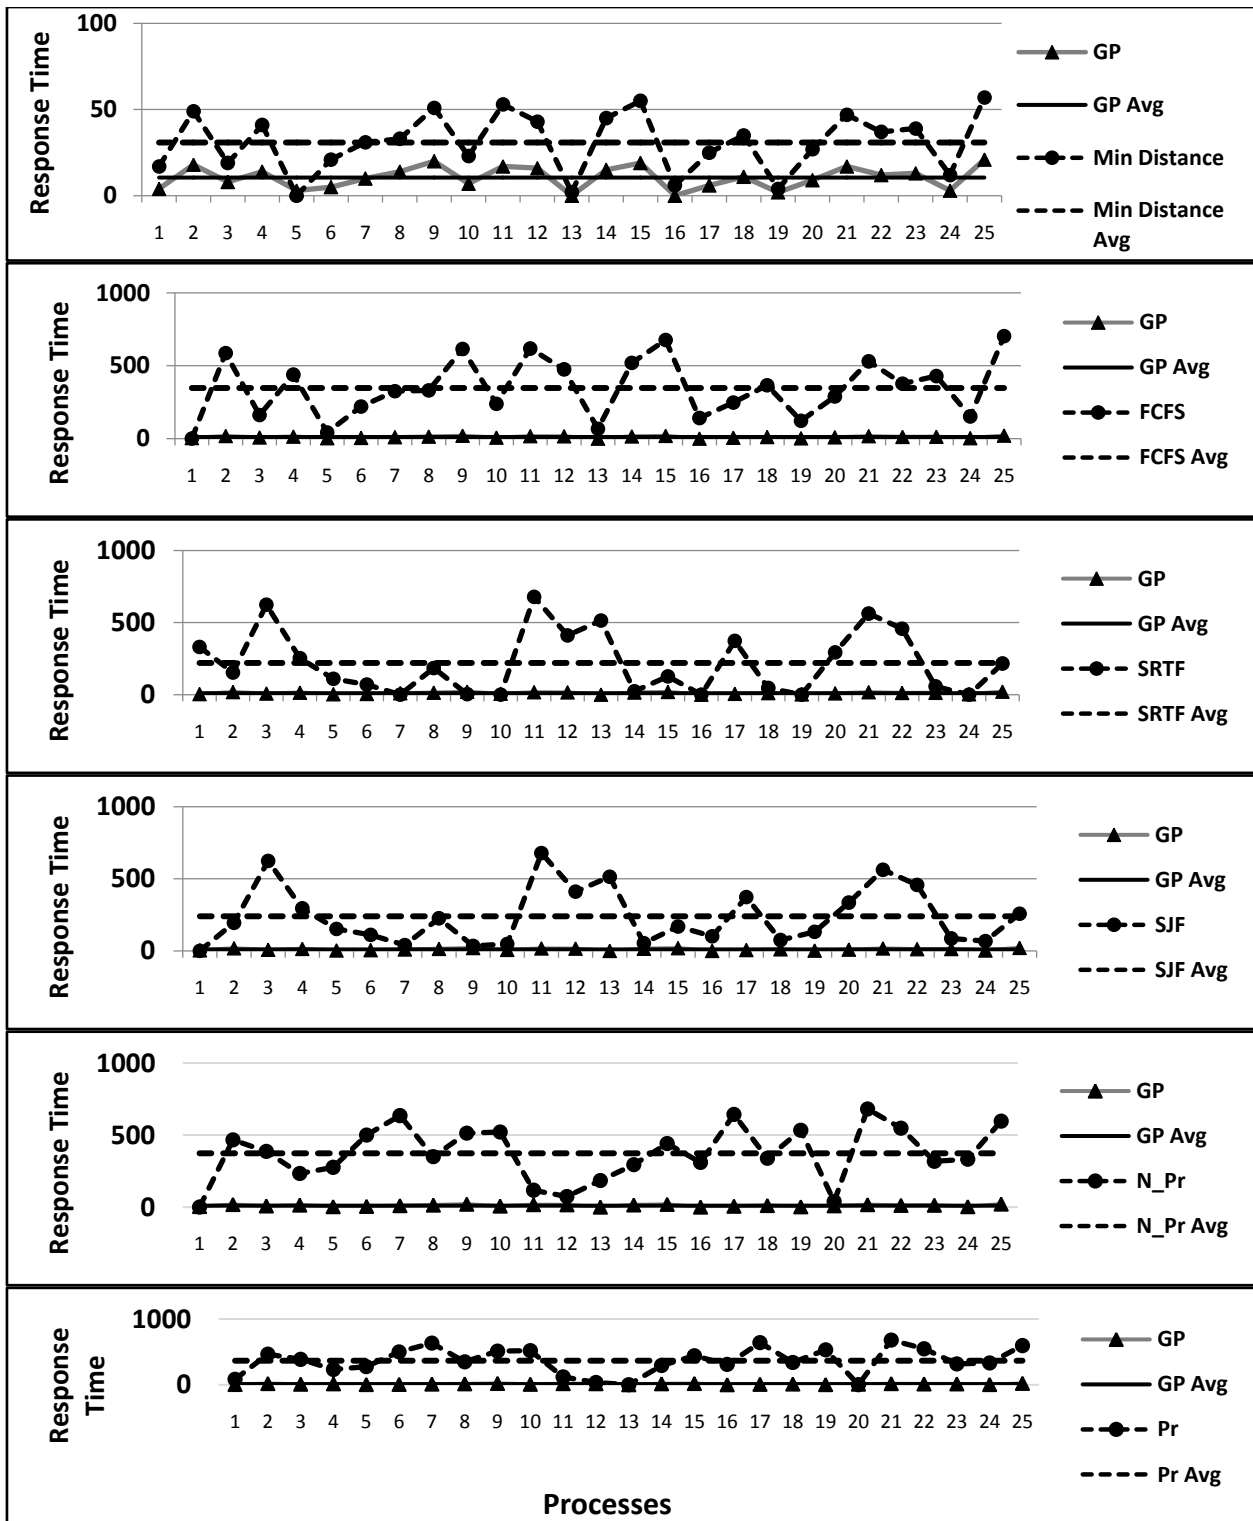 Response Time
100
50
0
1 2 3 4 5 6 7 8 9 10 11 12 13 14 15 16 17 18 19 20 21 22 23 24 25
GP
GP Avg
Min Distance
Min Distance
Avg
Response Time
1000
500
0
1 2 3 4 5 6 7 8 9 10 11 12 13 14 15 16 17 18 19 20 21 22 23 24 25
GP
GP Avg
FCFS
FCFS Avg
Response Time
1000
500
0
1 2 3 4 5 6 7 8 9 10 11 12 13 14 15 16 17 18 19 20 21 22 23 24 25
GP
GP Avg
SRTF
SRTF Avg
Response Time
1000
500
0
1 2 3 4 5 6 7 8 9 10 11 12 13 14 15 16 17 18 19 20 21 22 23 24 25
GP
GP Avg
SJF
SJF Avg
Response Time
1000
500
0
1 2 3 4 5 6 7 8 9 10 11 12 13 14 15 16 17 18 19 20 21 22 23 24 25
GP
GP Avg
N_Pr
N_Pr Avg
Response
Time
1000
0
1 2 3 4 5 6 7 8 9 10 11 12 13 14 15 16 17 18 19 20 21 22 23 24 25
GP
GP Avg
Pr
Pr Avg
Processes